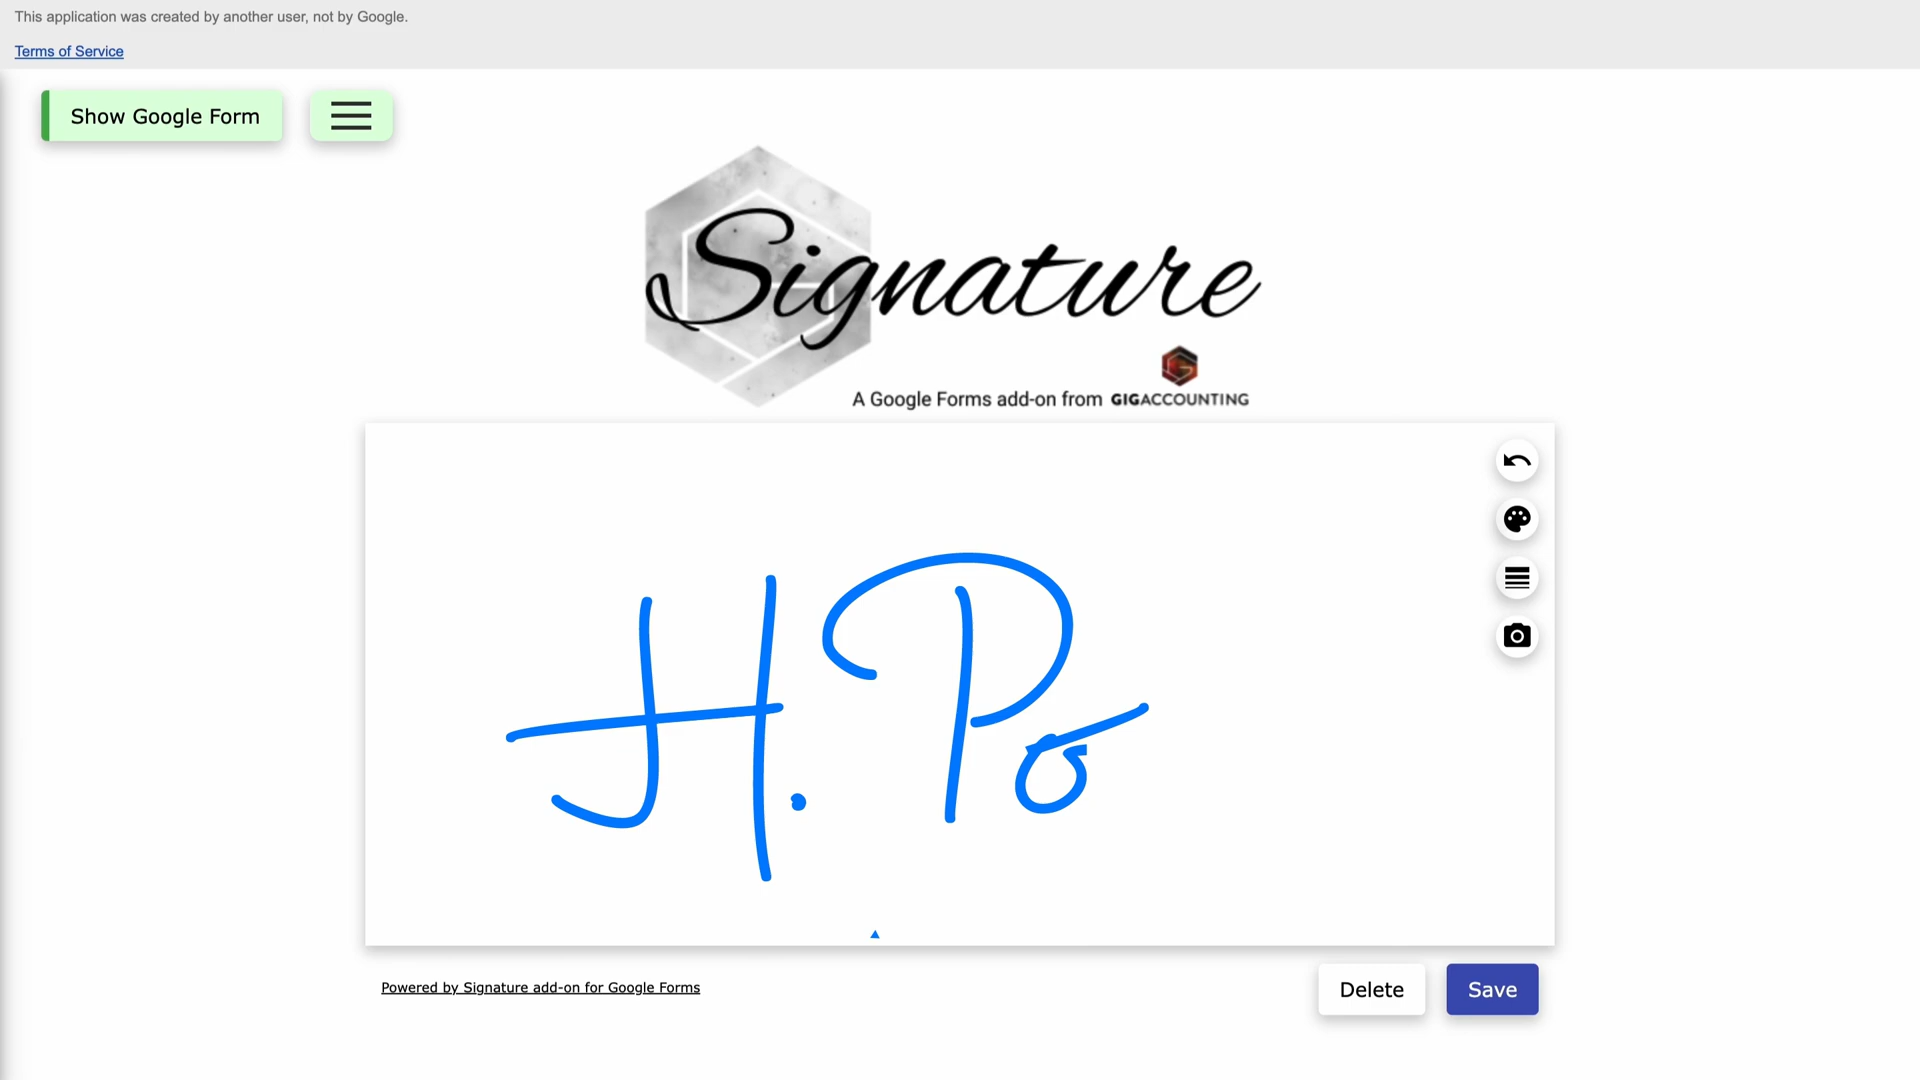 This application was created by another user, not by Google.
Terms of Service
Show Google Form
Signature
A Google Forms add-on from GIGACCOUNTING
H. Po
Powered by Signature add-on for Google Forms
Delete
Save